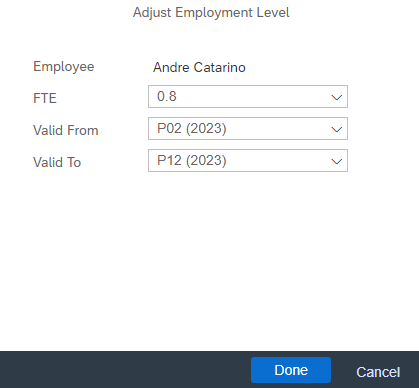 Adjust Employment Level
Employee Andre Catarino
FTE 0.8
Valid From P02 (2023)
Valid To P12 (2023)
Done Cancel